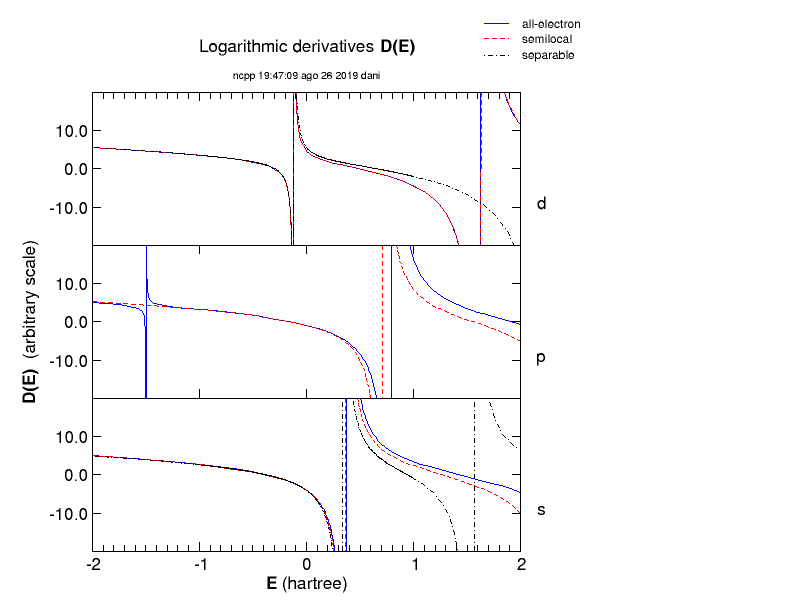 all-electron
semilocal
separable
Logarithmic derivatives D(E)
ncpp 19:47:09 ago 26 2019 dani
10.0
0.0
-10.0
d
10.0
0.0
-10.0
p
10.0
0.0
-10.0
s
D(E) (arbitrary scale)
-2 -1 0 1 2
E (hartree)